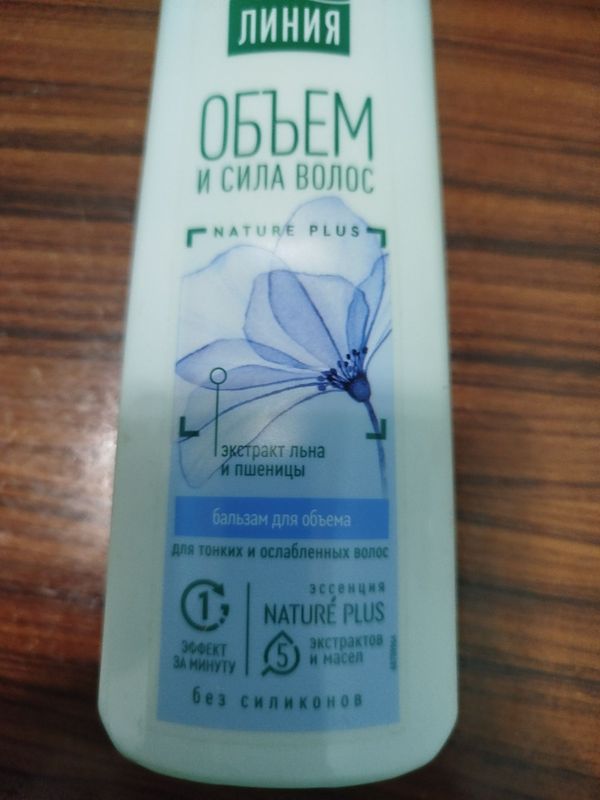 ЛИНИЯ
ОБЪЕМ
И СИЛА ВОЛОС
NATURE PLUS
экстракт льна
и пшеницы
бальзам для объема
для тонких и ослабленных волос
1
ЭФФЕКТ
ЗА МИНУТУ
эссенция
NATURÉ PLUS
5
экстрактов
и масел
без силиконов